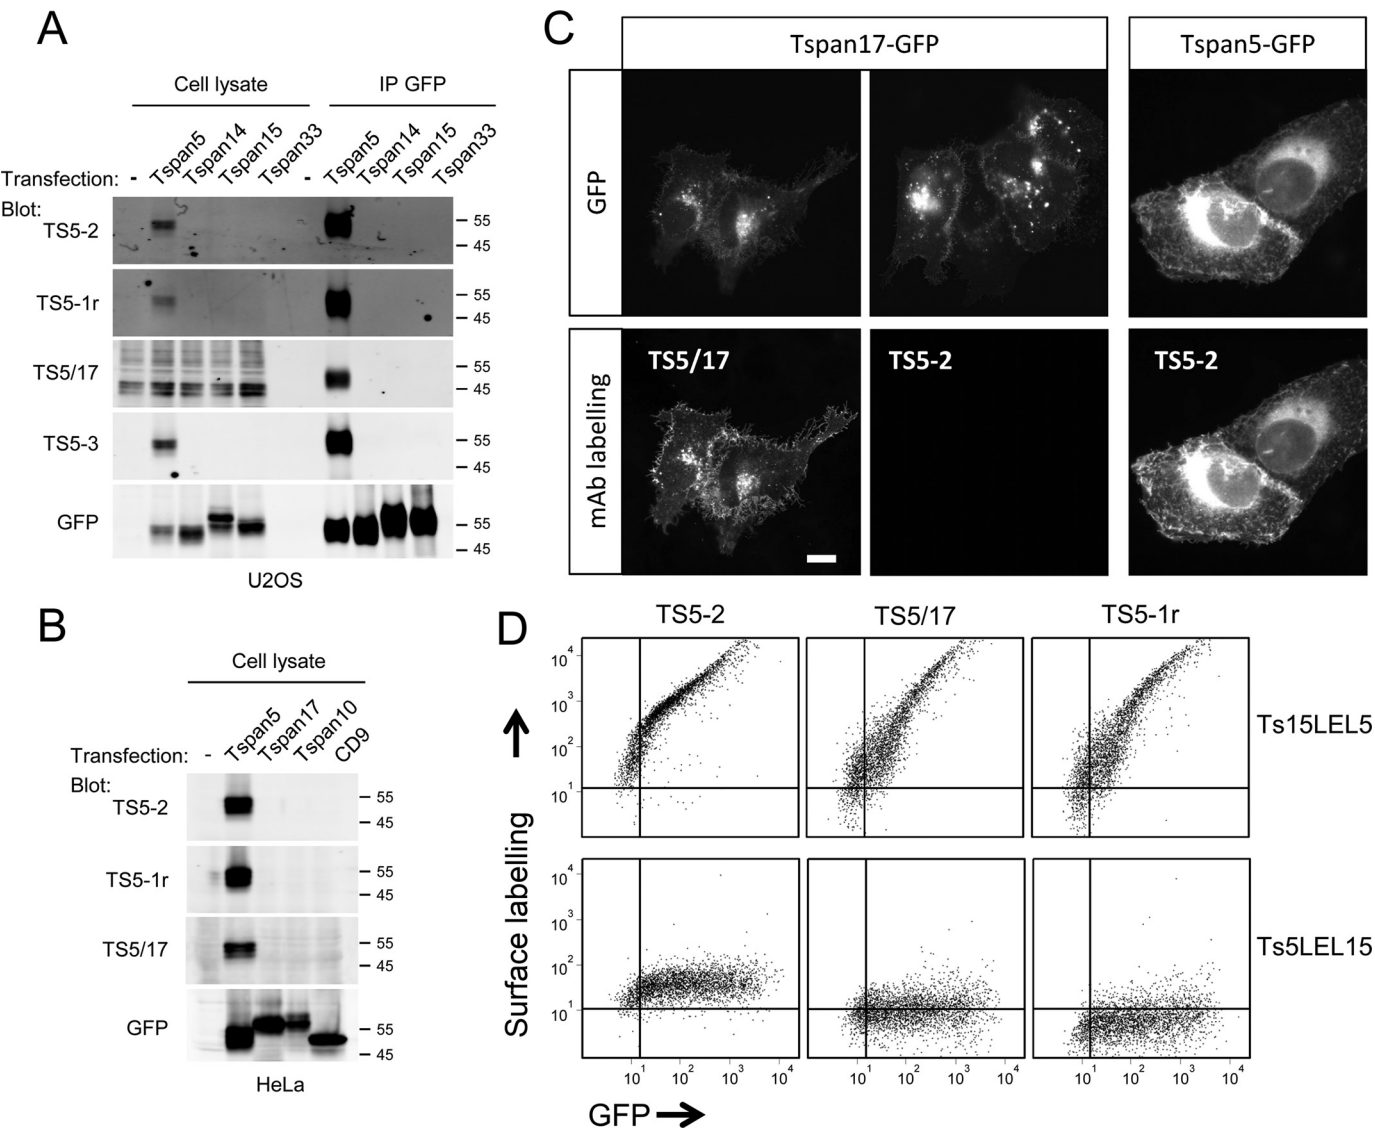 A
Cell lysate IP GFP
Transfection: - Tspan5 Tspan14 Tspan15 Tspan33 - Tspan5 Tspan14 Tspan15 Tspan33
Blot:
TS5-2 55 45
TS5-1r 55 45
TS5/17 55 45
TS5-3 55 45
GFP 55 45
U2OS
B
Cell lysate
Transfection: - Tspan5 Tspan17 Tspan10 CD9
Blot:
TS5-2 55 45
TS5-1r 55 45
TS5/17 55 45
GFP 55 45
HeLa
C
Tspan17-GFP Tspan5-GFP
GFP
mAb labelling
TS5/17 TS5-2 TS5-2
D
TS5-2 TS5/17 TS5-1r
10⁴
10³
10²
10¹
Ts15LEL5
10⁴
10³
10²
10¹
Ts5LEL15
Surface labelling
10¹ 10² 10³ 10⁴ 10¹ 10² 10³ 10⁴ 10¹ 10² 10³ 10⁴
GFP